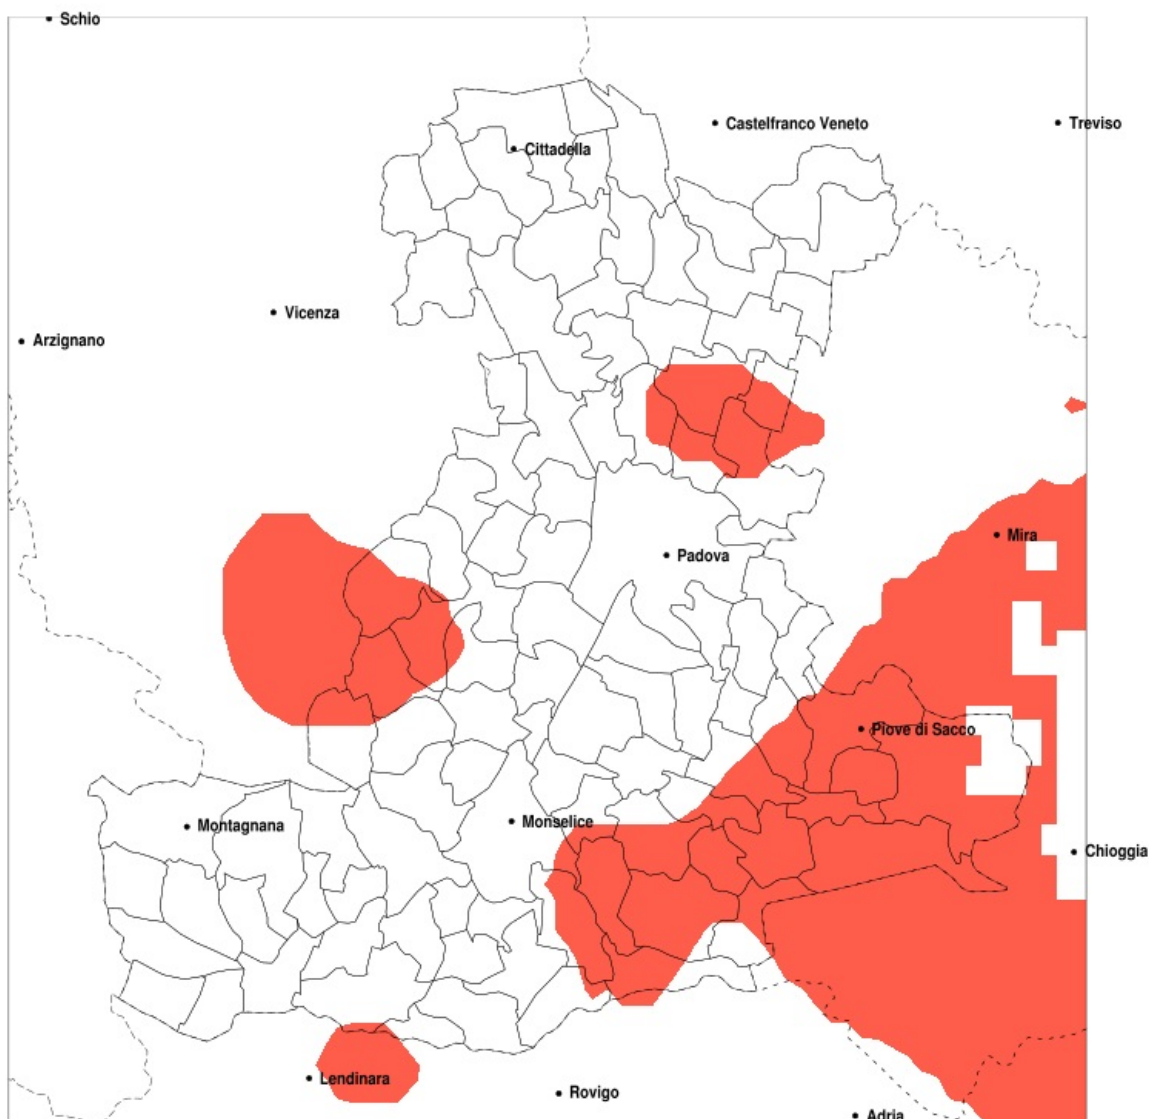 Schio
Castelfranco Veneto
Treviso
Cittadella
Vicenza
Arzignano
Mira
Padova
Piove di Sacco
Monselice
Montagnana
Chioggia
Lendinara
Rovigo
Adria